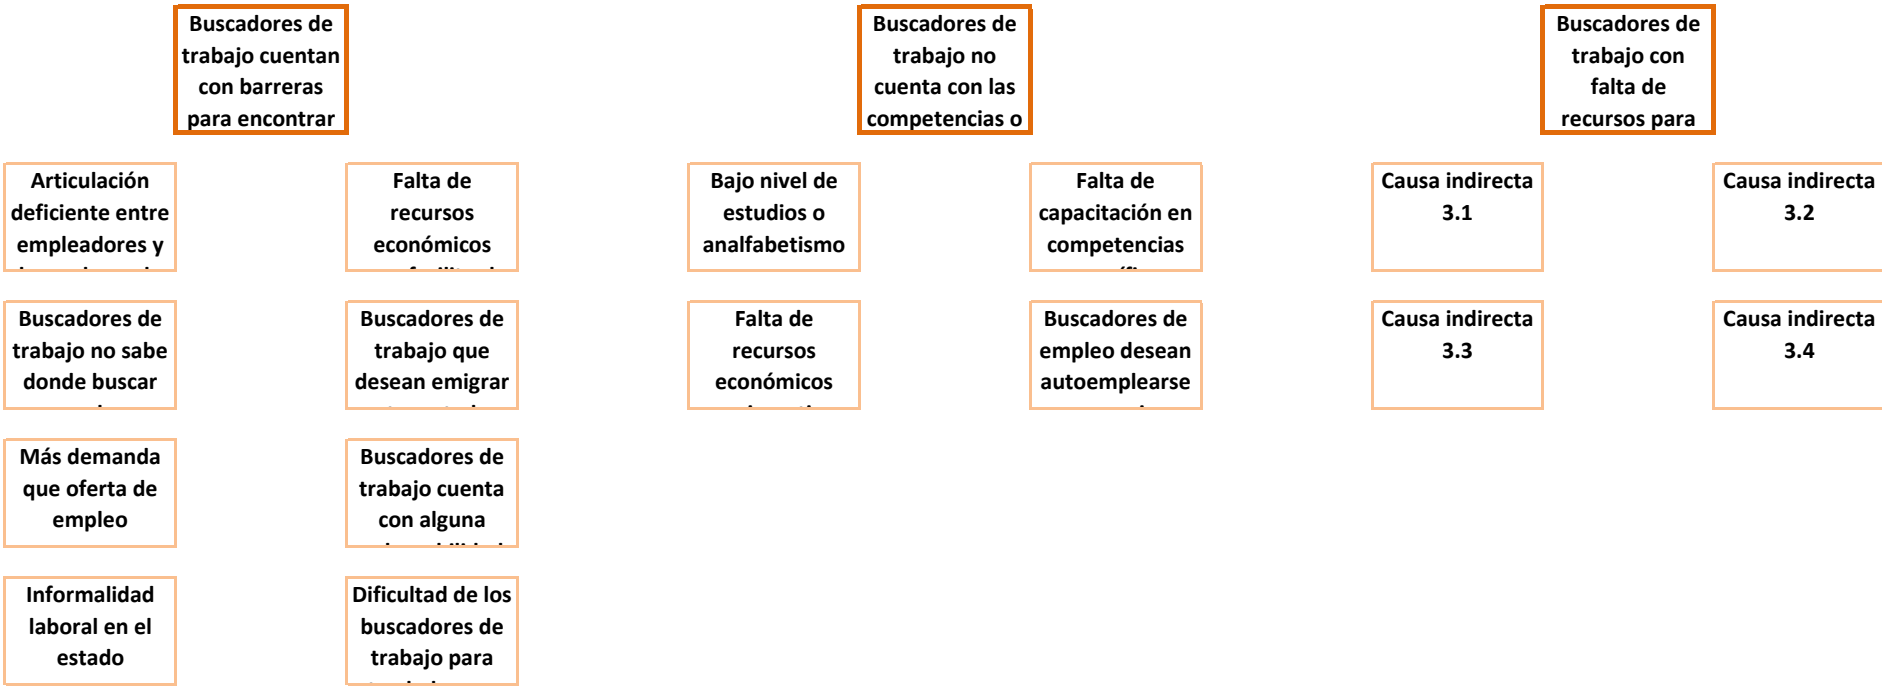 Buscadores de
trabajo cuentan
con barreras
para encontrar
Buscadores de
trabajo no
cuenta con las
competencias o
Buscadores de
trabajo con
falta de
recursos para
Articulación
deficiente entre
empleadores y
Falta de
recursos
económicos
Bajo nivel de
estudios o
analfabetismo
Falta de
capacitación en
competencias
Causa indirecta
3.1
Causa indirecta
3.2
Buscadores de
trabajo no sabe
donde buscar
Buscadores de
trabajo que
desean emigrar
Falta de
recursos
económicos
Buscadores de
empleo desean
autoemplearse
Causa indirecta
3.3
Causa indirecta
3.4
Más demanda
que oferta de
empleo
Buscadores de
trabajo cuenta
con alguna
Informalidad
laboral en el
estado
Dificultad de los
buscadores de
trabajo para